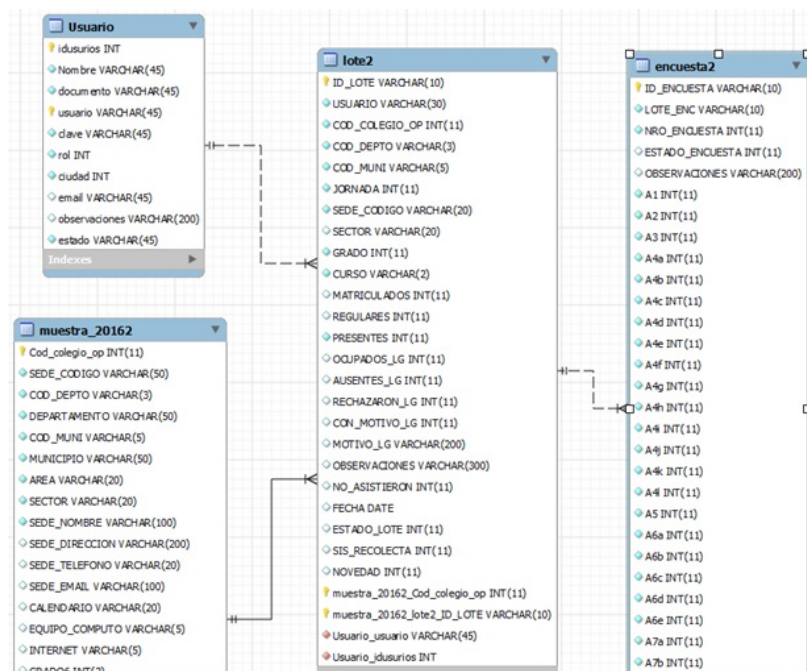 Usuario
idusurios INT
Nombre VARCHAR(45)
documento VARCHAR(45)
usuario VARCHAR(45)
clave VARCHAR(45)
rol INT
ciudad INT
email VARCHAR(45)
observaciones VARCHAR(200)
estado VARCHAR(45)
Indexes
muestra_20162
Cod_colegio_op INT(11)
SEDE_CODIGO VARCHAR(50)
COD_DEPTO VARCHAR(3)
DEPARTAMENTO VARCHAR(50)
COD_MUNI VARCHAR(5)
MUNICIPIO VARCHAR(50)
AREA VARCHAR(20)
SECTOR VARCHAR(20)
SEDE_NOMBRE VARCHAR(100)
SEDE_DIRECCION VARCHAR(200)
SEDE_TELEFONO VARCHAR(20)
SEDE_EMAIL VARCHAR(100)
CALENDARIO VARCHAR(20)
EQUIPO_COMPUTO VARCHAR(5)
INTERNET VARCHAR(5)
lote2
ID_LOTE VARCHAR(10)
USUARIO VARCHAR(30)
COD_COLEGIO_OP INT(11)
COD_DEPTO VARCHAR(3)
COD_MUNI VARCHAR(5)
JORNADA INT(11)
SEDE_CODIGO VARCHAR(20)
SECTOR VARCHAR(20)
GRADO INT(11)
CURSO VARCHAR(2)
MATRICULADOS INT(11)
REGULARES INT(11)
PRESENTES INT(11)
OCUPADOS_LG INT(11)
AUSENTES_LG INT(11)
RECHAZARON_LG INT(11)
CON_MOTIVO_LG INT(11)
MOTIVO_LG VARCHAR(200)
OBSERVACIONES VARCHAR(300)
NO_ASISTIERON INT(11)
FECHA DATE
ESTADO_LOTE INT(11)
SIS_RECOLECTA INT(11)
NOVEDAD INT(11)
muestra_20162_Cod_colegio_op INT(11)
muestra_20162_lote2_ID_LOTE VARCHAR(10)
Usuario_usuario VARCHAR(45)
Usuario_idusurios INT
encuesta2
ID_ENCUESTA VARCHAR(10)
LOTE_ENC VARCHAR(10)
NRO_ENCUESTA INT(11)
ESTADO_ENCUESTA INT(11)
OBSERVACIONES VARCHAR(200)
A1 INT(11)
A2 INT(11)
A3 INT(11)
A4a INT(11)
A4b INT(11)
A4c INT(11)
A4d INT(11)
A4e INT(11)
A4f INT(11)
A4g INT(11)
A4h INT(11)
A4i INT(11)
A4j INT(11)
A4k INT(11)
A4l INT(11)
A5 INT(11)
A6a INT(11)
A6b INT(11)
A6c INT(11)
A6d INT(11)
A6e INT(11)
A7a INT(11)
A7b INT(11)